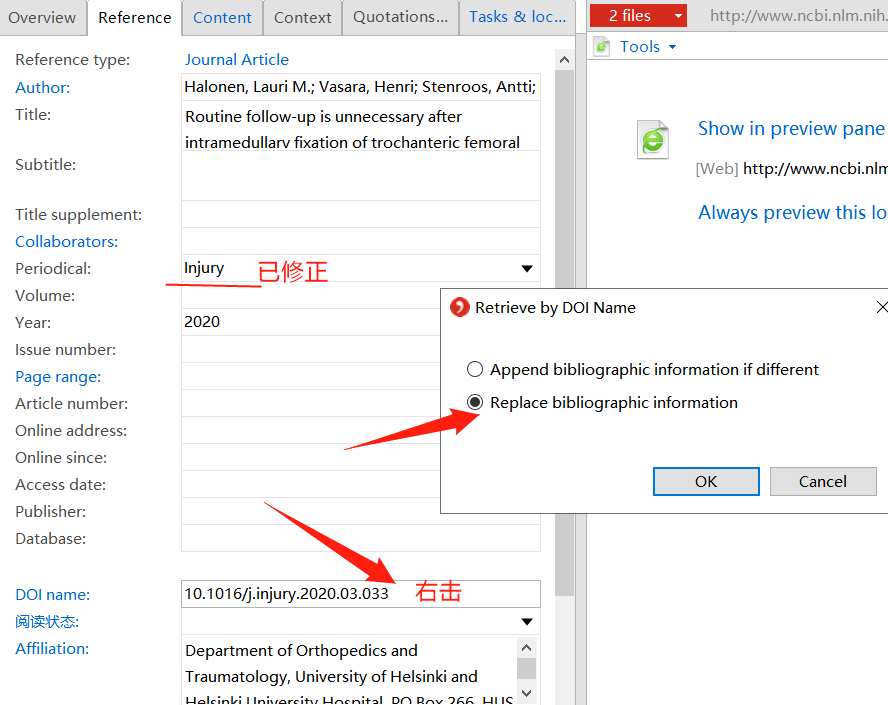 Overview Reference Content Context Quotations... Tasks & loc...
Reference type: Journal Article
Author: Halonen, Lauri M.; Vasara, Henri; Stenroos, Antti;
Title: Routine follow-up is unnecessary after
intramedullary fixation of trochanteric femoral
Subtitle:
Title supplement:
Collaborators:
Periodical: Injury 已修正
Volume:
Year: 2020
Issue number:
Page range:
Article number:
Online address:
Online since:
Access date:
Publisher:
Database:
DOI name: 10.1016/j.injury.2020.03.033 右击
阅读状态:
Affiliation: Department of Orthopedics and
Traumatology, University of Helsinki and
Helsinki University Hospital, PO Box 266, HUS
2 files http://www.ncbi.nlm.nih.
Tools
Show in preview pane
[Web] http://www.ncbi.nlm
Always preview this lo
Retrieve by DOI Name
Append bibliographic information if different
Replace bibliographic information
OK Cancel